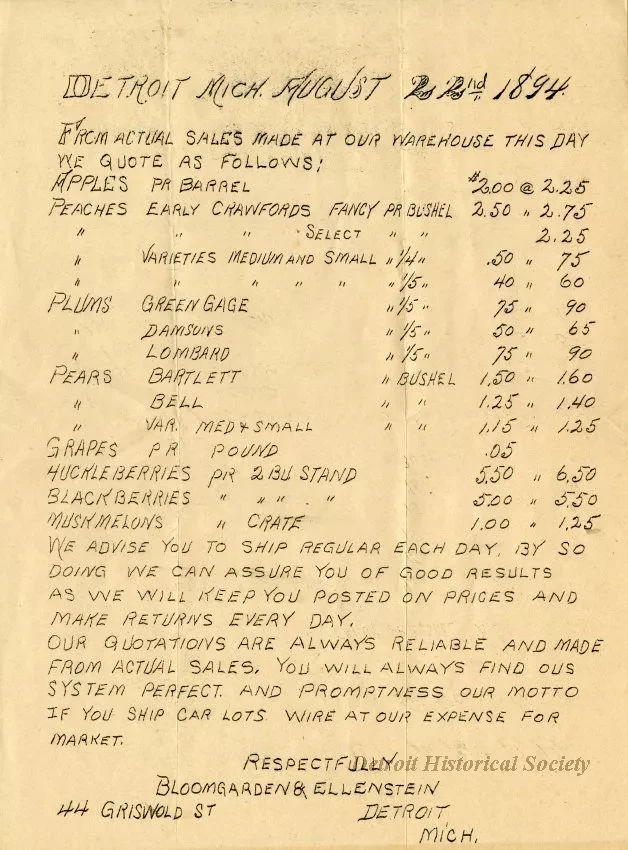 DETROIT MICH. AUGUST 22nd 1894.
FROM ACTUAL SALES MADE AT OUR WAREHOUSE THIS DAY
WE QUOTE AS FOLLOWS;
APPLES PR BARREL $2.00 @ 2.25
PEACHES EARLY CRAWFORDS FANCY PR BUSHEL 2.50 " 2.75
" " " SELECT " " 2.25
" VARIETIES MEDIUM AND SMALL " 1/4 " .50 " 75
" " " " " " 1/5 " 40 " 60
PLUMS GREEN GAGE " 1/5 " 75 " 90
" DAMSONS " 1/5 " 50 " 65
" LOMBARD " 1/5 " 75 " 90
PEARS BARTLETT " BUSHEL 1.50 " 1.60
" BELL " " 1.25 " 1.40
" VAR. MED & SMALL " " 1.15 " 1.25
GRAPES PR POUND .05
HUCKLEBERRIES PR 2 BU STAND 5.50 " 6.50
BLACKBERRIES " " " . " 5.00 " 5.50
MUSKMELONS " CRATE 1.00 " 1.25
WE ADVISE YOU TO SHIP REGULAR EACH DAY, BY SO
DOING WE CAN ASSURE YOU OF GOOD RESULTS
AS WE WILL KEEP YOU POSTED ON PRICES AND
MAKE RETURNS EVERY DAY.
OUR QUOTATIONS ARE ALWAYS RELIABLE AND MADE
FROM ACTUAL SALES. YOU WILL ALWAYS FIND OUS
SYSTEM PERFECT AND PROMPTNESS OUR MOTTO
IF YOU SHIP CAR LOTS WIRE AT OUR EXPENSE FOR
MARKET.
RESPECTFULLY
Detroit Historical Society
BLOOMGARDEN & ELLENSTEIN
44 GRISWOLD ST DETROIT
MICH.